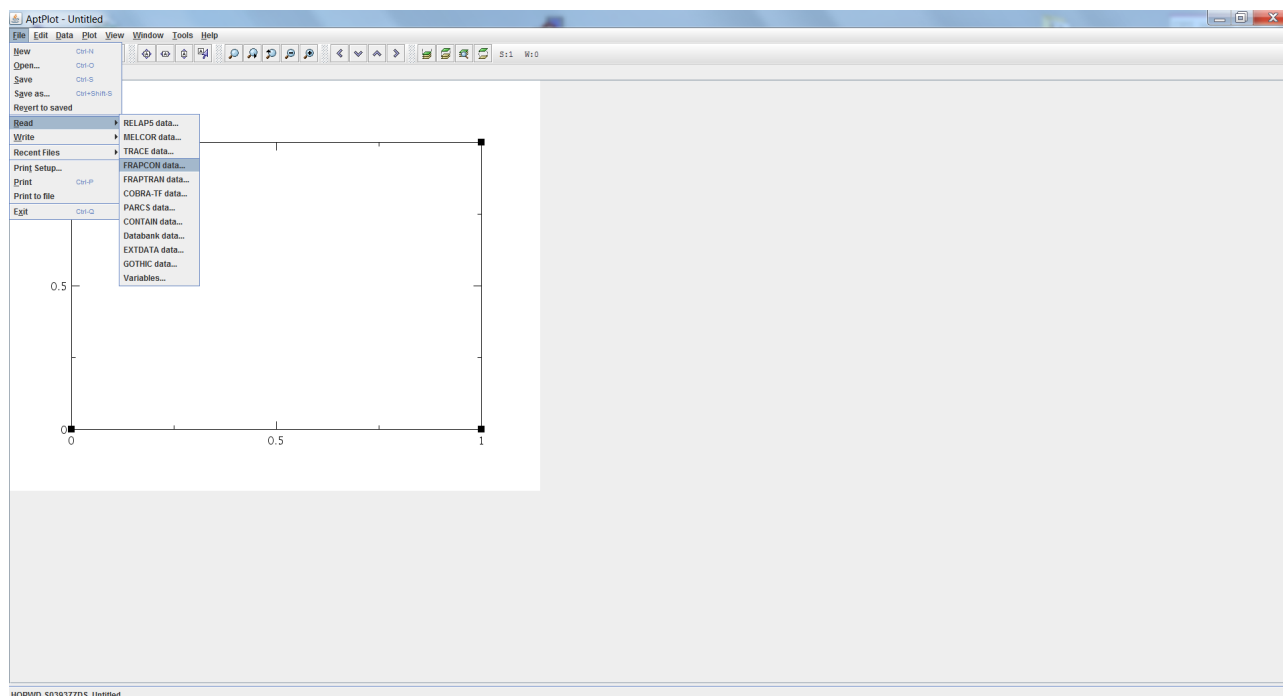 AptPlot - Untitled
File Edit Data Plot View Window Tools Help
New Ctrl-N
S:1 W:0
Open... Ctrl-O
Save Ctrl-S
Save as... Ctrl+Shift-S
Revert to saved
Read
Write
Recent Files
Print Setup...
Print Ctrl-P
Print to file
Exit Ctrl-Q
RELAP5 data...
MELCOR data...
TRACE data...
FRAPCON data...
FRAPTRAN data...
COBRA-TF data...
PARCS data...
CONTAIN data...
Databank data...
EXTDATA data...
GOTHIC data...
Variables...
0.5
0
0 0.5 1
HQPWD_S039377DS, Untitled